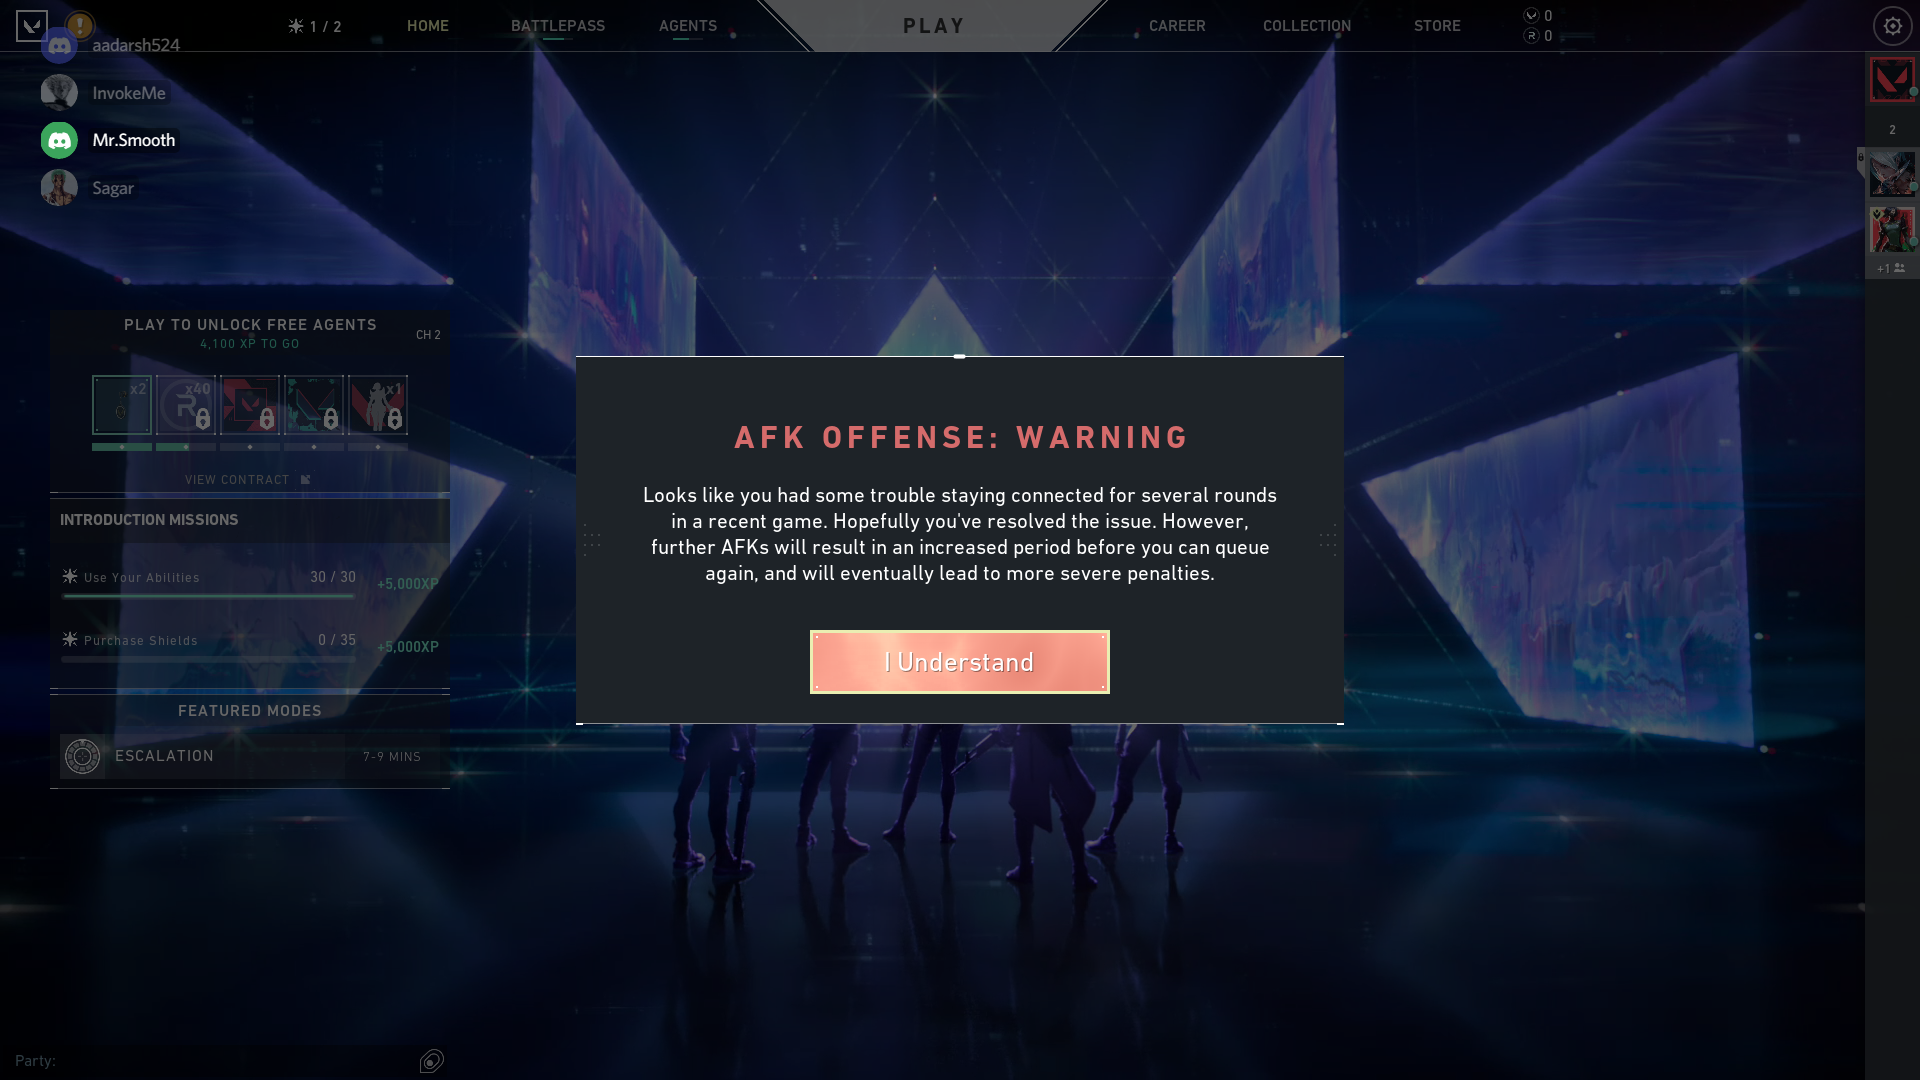 1 / 2
HOME
BATTLEPASS
AGENTS
PLAY
CAREER
COLLECTION
STORE
0
0
aadarsh524
InvokeMe
Mr.Smooth
Sagar
2
+1
PLAY TO UNLOCK FREE AGENTS
4,100 XP TO GO
CH 2
x2
x40
x1
VIEW CONTRACT
INTRODUCTION MISSIONS
Use Your Abilities
30 / 30
+5,000XP
Purchase Shields
0 / 35
+5,000XP
FEATURED MODES
ESCALATION
7-9 MINS
AFK OFFENSE: WARNING
Looks like you had some trouble staying connected for several rounds
in a recent game. Hopefully you've resolved the issue. However,
further AFKs will result in an increased period before you can queue
again, and will eventually lead to more severe penalties.
I Understand
Party: